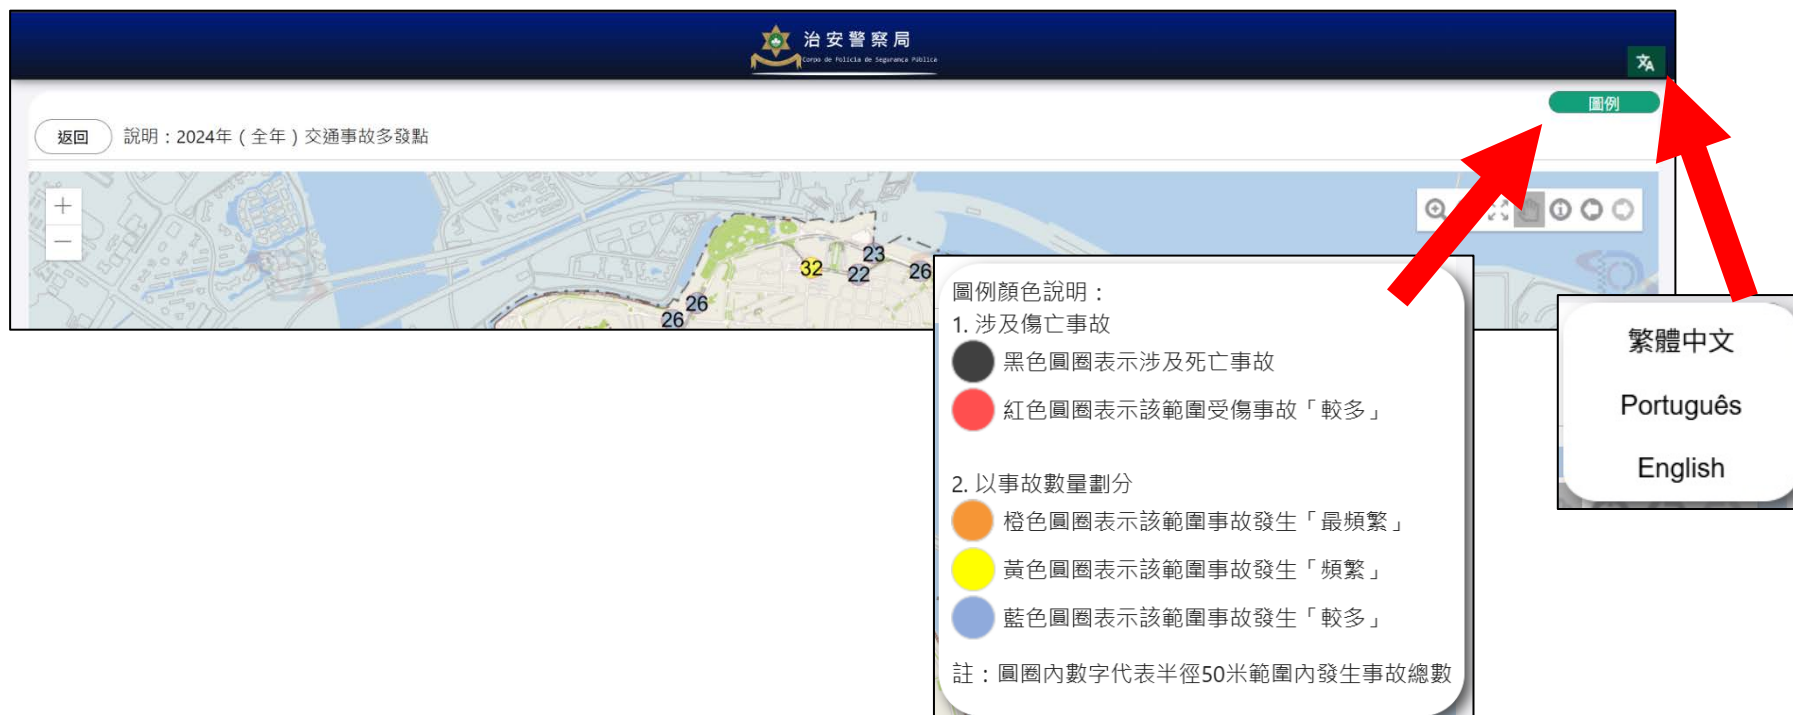 治安警察局
Corpo de Polícia de Segurança Pública
圖例
返回
說明：2024年（全年）交通事故多發點
23
32
22
26
26
26
圖例顏色說明：
1. 涉及傷亡事故
黑色圓圈表示涉及死亡事故
紅色圓圈表示該範圍受傷事故「較多」
2. 以事故數量劃分
橙色圓圈表示該範圍事故發生「最頻繁」
黃色圓圈表示該範圍事故發生「頻繁」
藍色圓圈表示該範圍事故發生「較多」
註：圓圈內數字代表半徑50米範圍內發生事故總數
繁體中文
Português
English